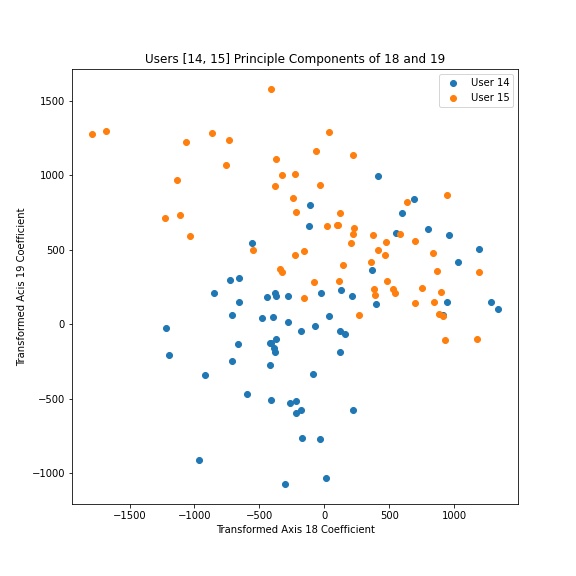 Users [14, 15] Principle Components of 18 and 19
User 14
User 15
Transformed Acis 19 Coefficient
1500
1000
500
0
−500
−1000
−1500
−1000
−500
0
500
1000
Transformed Axis 18 Coefficient